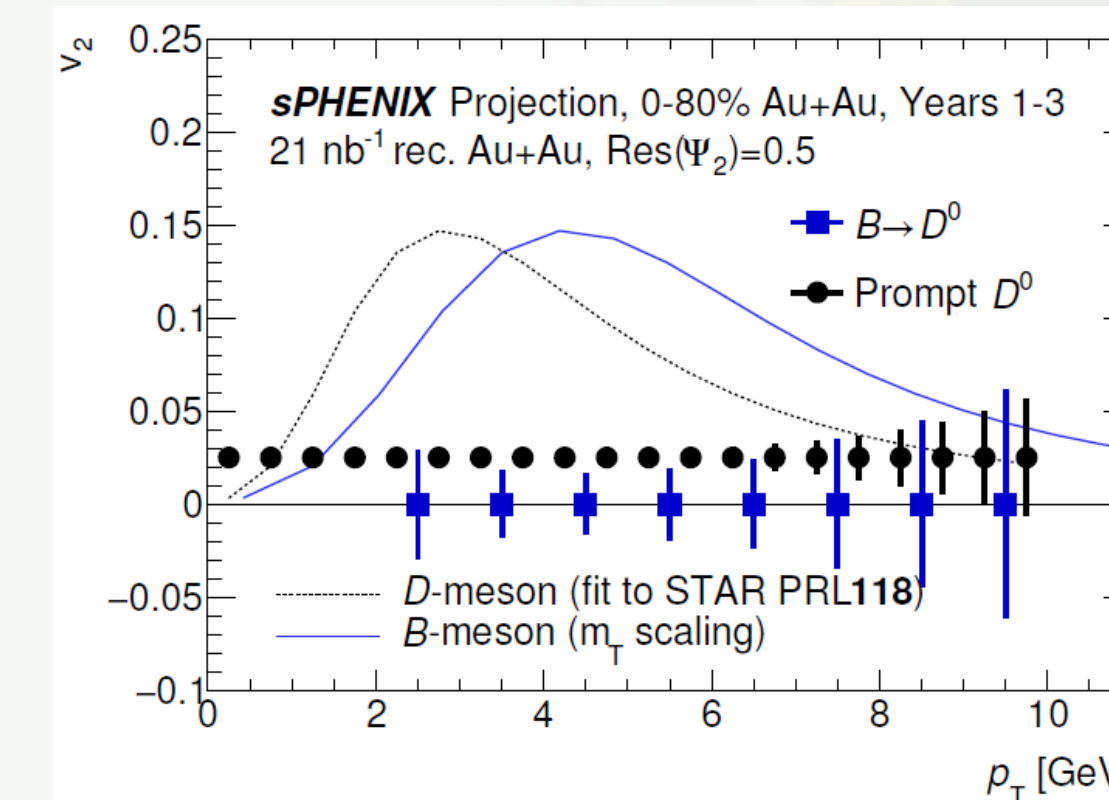 v2
0.25
0.2
0.15
0.1
0.05
0
−0.05
−0.1
sPHENIX Projection, 0-80% Au+Au, Years 1-3
21 nb-1 rec. Au+Au, Res(Ψ2)=0.5
B→D0
Prompt D0
D-meson (fit to STAR PRL118)
B-meson (mT scaling)
0 2 4 6 8 10
pT [GeV